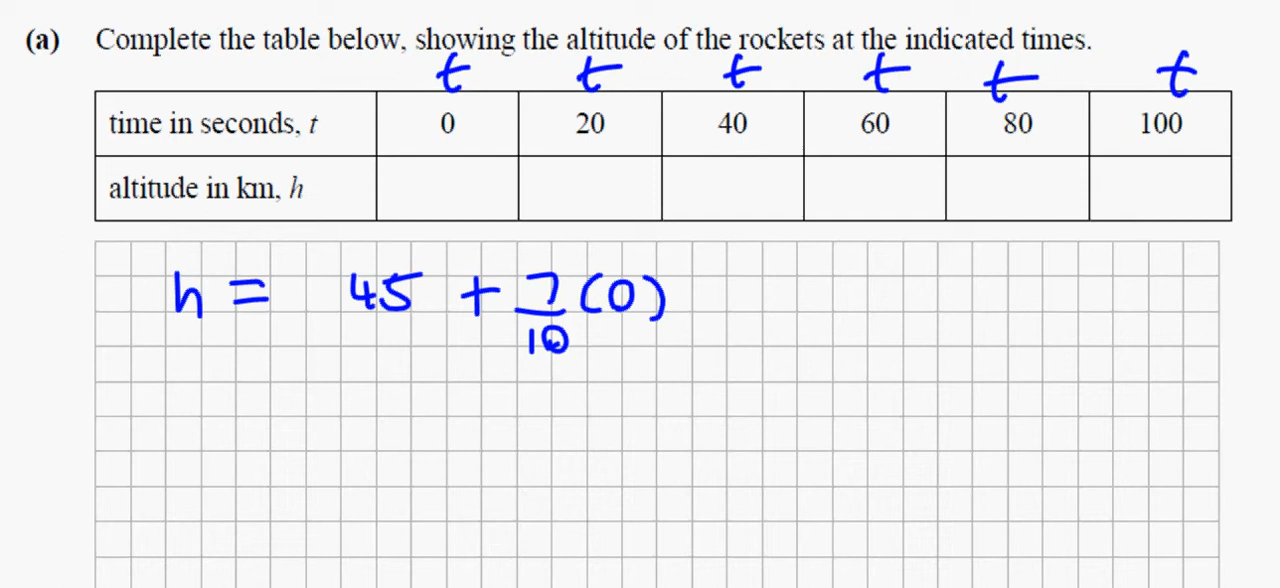 (a) Complete the table below, showing the altitude of the rockets at the indicated times.
t t t t t t
time in seconds, t 0 20 40 60 80 100
altitude in km, h
h = 45 + 7/10 (0)